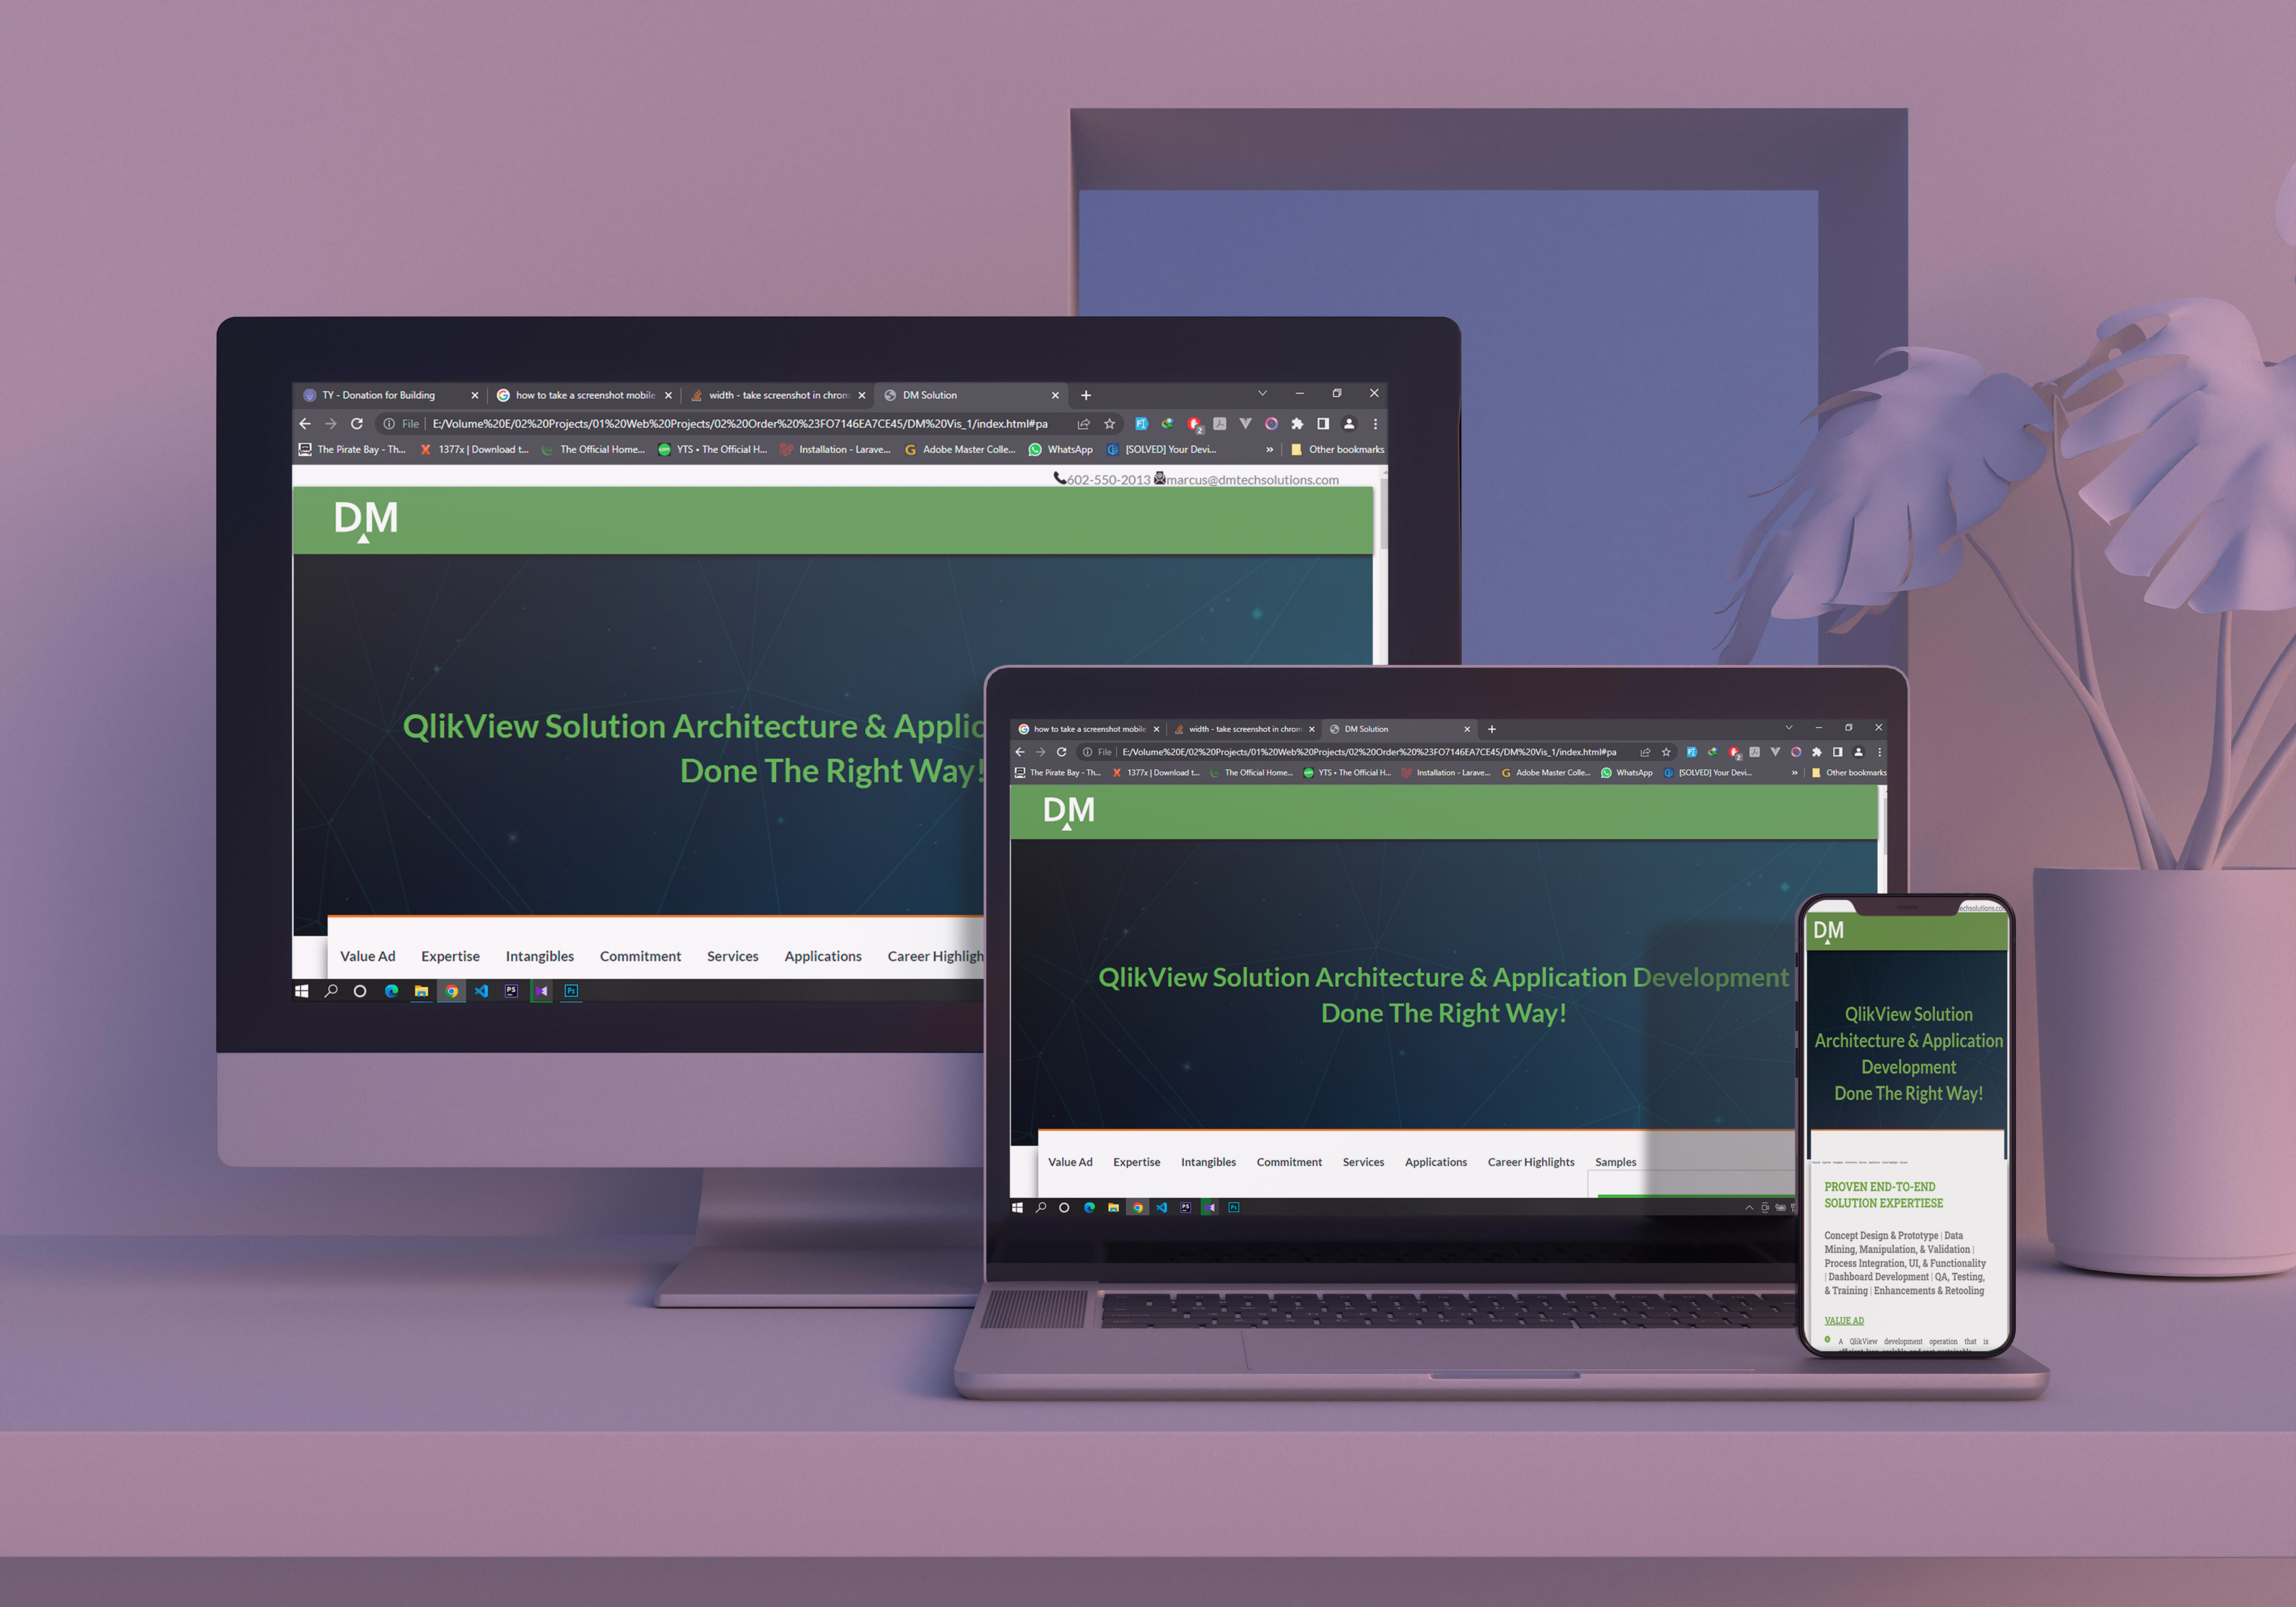 TY - Donation for Building
how to take a screenshot mobile
width - take screenshot in chrom
DM Solution
File
E:/Volume%20E/02%20Projects/01%20Web%20Projects/02%20Order%20%23FO7146EA7CE45/DM%20Vis_1/index.html#pa
The Pirate Bay - Th...
1377x | Download t...
The Official Home...
YTS • The Official H...
Installation - Larave...
Adobe Master Colle...
WhatsApp
[SOLVED] Your Devi...
»
Other bookmarks
602-550-2013
marcus@dmtechsolutions.com
DM
QlikView Solution Architecture & Applic
Done The Right Way!
Value Ad Expertise Intangibles Commitment Services Applications Career Highligh
how to take a screenshot mobile
width - take screenshot in chrom
DM Solution
File
E:/Volume%20E/02%20Projects/01%20Web%20Projects/02%20Order%20%23FO7146EA7CE45/DM%20Vis_1/index.html#pa
The Pirate Bay - Th...
1377x | Download t...
The Official Home...
YTS • The Official H...
Installation - Larave...
Adobe Master Colle...
WhatsApp
[SOLVED] Your Devi...
»
Other bookmarks
DM
QlikView Solution Architecture & Application Development
Done The Right Way!
Value Ad Expertise Intangibles Commitment Services Applications Career Highlights Samples
echsolutions.co
DM
QlikView Solution
Architecture & Application
Development
Done The Right Way!
PROVEN END-TO-END
SOLUTION EXPERTIESE
Concept Design & Prototype | Data
Mining, Manipulation, & Validation |
Process Integration, UI, & Functionality
| Dashboard Development | QA, Testing,
& Training | Enhancements & Retooling
VALUE AD
A QlikView development operation that is